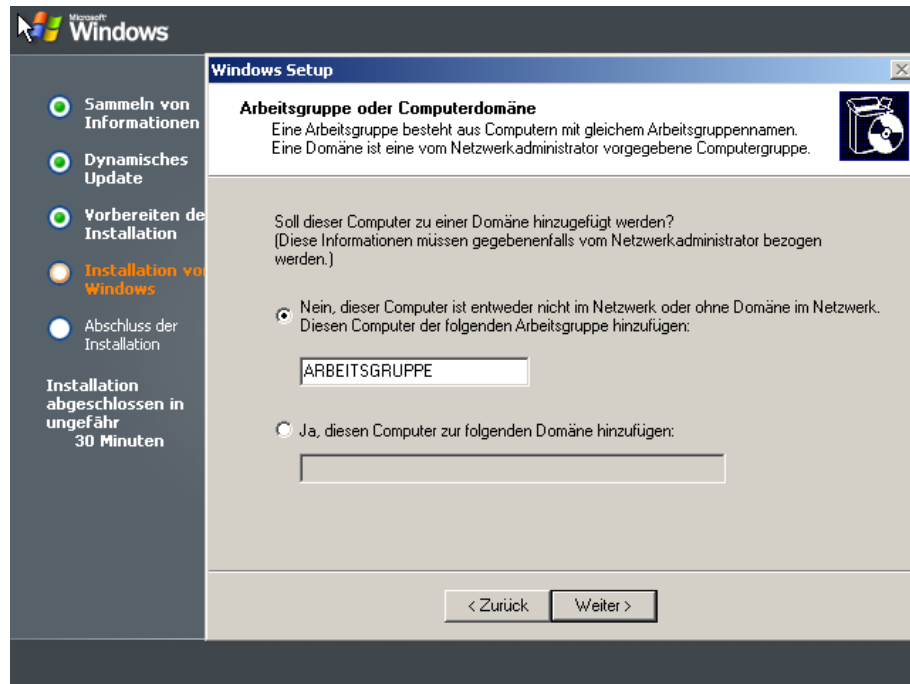 Microsoft
Windows
Sammeln von
Informationen
Dynamisches
Update
Vorbereiten de
Installation
Installation vo
Windows
Abschluss der
Installation
Installation
abgeschlossen in
ungefähr
30 Minuten
Windows Setup
Arbeitsgruppe oder Computerdomäne
Eine Arbeitsgruppe besteht aus Computern mit gleichem Arbeitsgruppennamen.
Eine Domäne ist eine vom Netzwerkadministrator vorgegebene Computergruppe.
Soll dieser Computer zu einer Domäne hinzugefügt werden?
(Diese Informationen müssen gegebenenfalls vom Netzwerkadministrator bezogen
werden.)
Nein, dieser Computer ist entweder nicht im Netzwerk oder ohne Domäne im Netzwerk.
Diesen Computer der folgenden Arbeitsgruppe hinzufügen:
ARBEITSGRUPPE
Ja, diesen Computer zur folgenden Domäne hinzufügen:
< Zurück
Weiter >